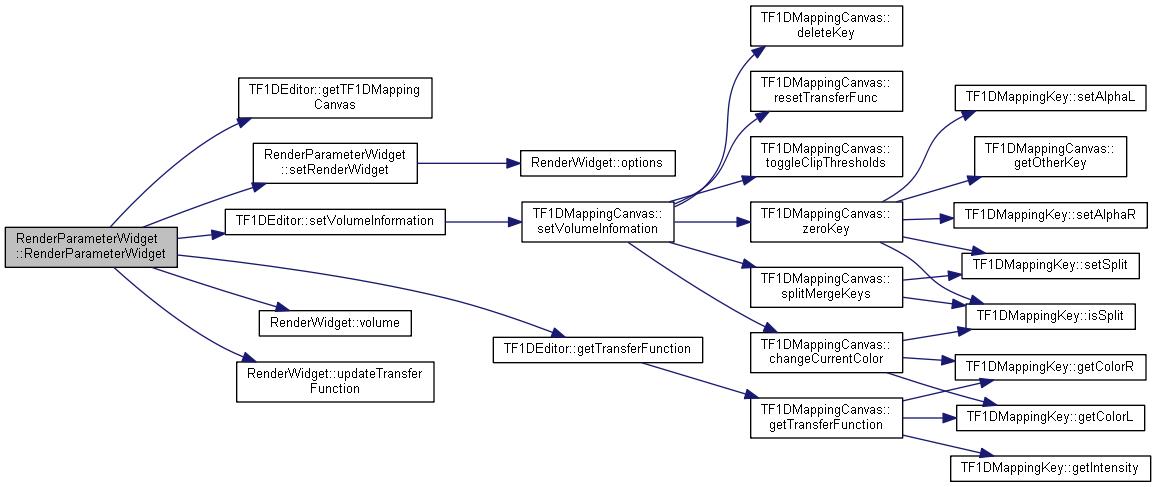 RenderParameterWidget
::RenderParameterWidget
TF1DEditor::getTF1DMapping
Canvas
RenderParameterWidget
::setRenderWidget
TF1DEditor::setVolumeInformation
RenderWidget::volume
RenderWidget::updateTransfer
Function
RenderWidget::options
TF1DMappingCanvas::
setVolumeInfomation
TF1DEditor::getTransferFunction
TF1DMappingCanvas::
deleteKey
TF1DMappingCanvas::
resetTransferFunc
TF1DMappingCanvas::
toggleClipThresholds
TF1DMappingCanvas::
zeroKey
TF1DMappingCanvas::
splitMergeKeys
TF1DMappingCanvas::
changeCurrentColor
TF1DMappingCanvas::
getTransferFunction
TF1DMappingKey::setAlphaL
TF1DMappingCanvas::
getOtherKey
TF1DMappingKey::setAlphaR
TF1DMappingKey::setSplit
TF1DMappingKey::isSplit
TF1DMappingKey::getColorR
TF1DMappingKey::getColorL
TF1DMappingKey::getIntensity